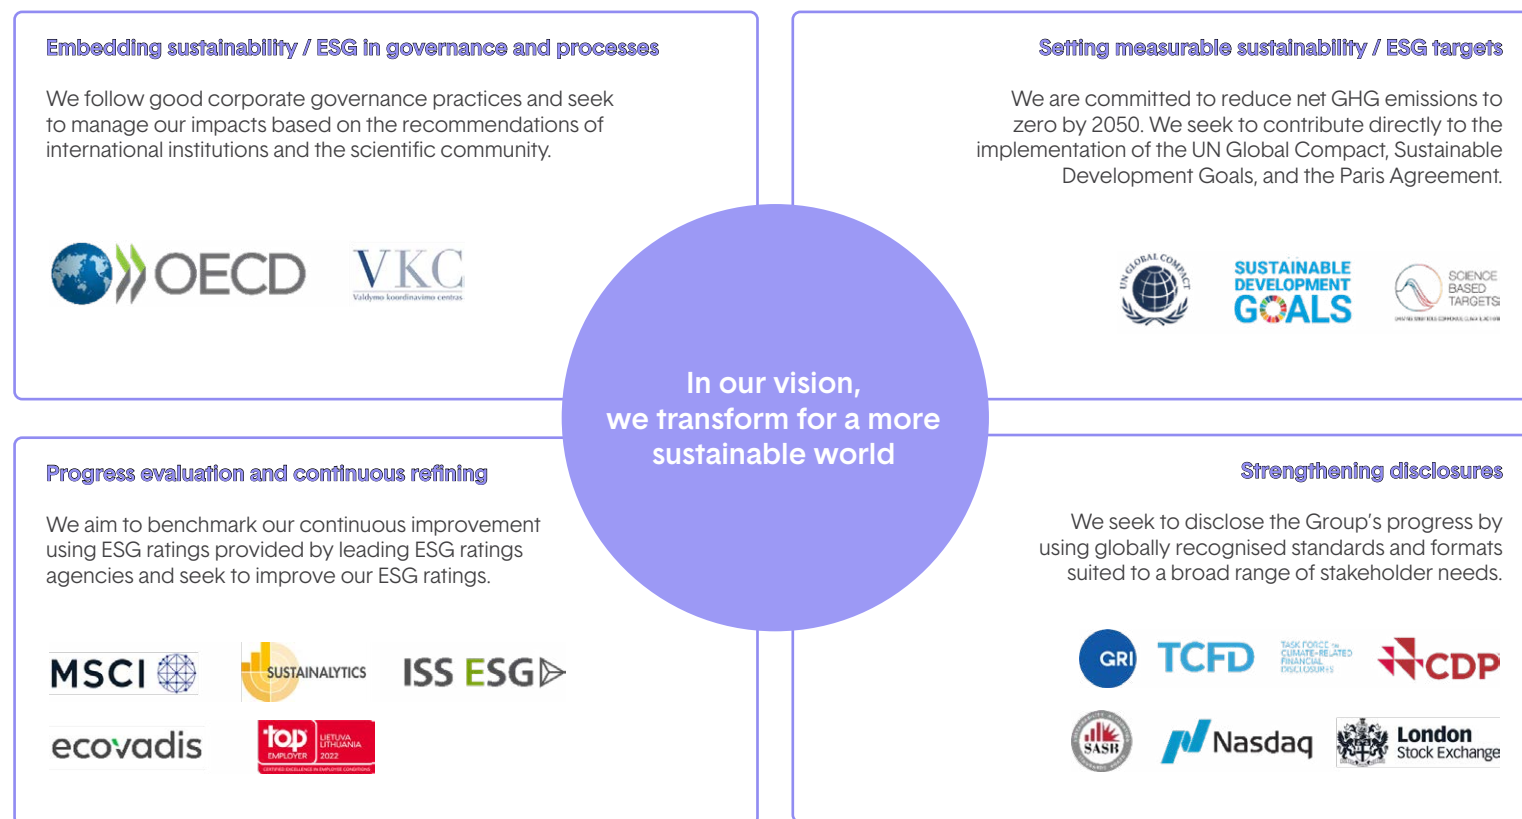 Embedding sustainability / ESG in governance and processes
We follow good corporate governance practices and seek
to manage our impacts based on the recommendations of
international institutions and the scientific community.
OECD
VKC
Valdymo koordinavimo centras
Setting measurable sustainability / ESG targets
We are committed to reduce net GHG emissions to
zero by 2050. We seek to contribute directly to the
implementation of the UN Global Compact, Sustainable
Development Goals, and the Paris Agreement.
UN GLOBAL COMPACT
SUSTAINABLE
DEVELOPMENT
GOALS
SCIENCE
BASED
TARGETS
In our vision,
we transform for a more
sustainable world
Progress evaluation and continuous refining
We aim to benchmark our continuous improvement
using ESG ratings provided by leading ESG ratings
agencies and seek to improve our ESG ratings.
MSCI
SUSTAINALYTICS
ISS ESG
ecovadis
top
EMPLOYER
LIETUVA
LITHUANIA
2022
CERTIFIED EXCELLENCE IN EMPLOYEE CONDITIONS
Strengthening disclosures
We seek to disclose the Group's progress by
using globally recognised standards and formats
suited to a broad range of stakeholder needs.
GRI
TCFD
TASK FORCE ON
CLIMATE-RELATED
FINANCIAL
DISCLOSURES
CDP
SASB
Nasdaq
London
Stock Exchange